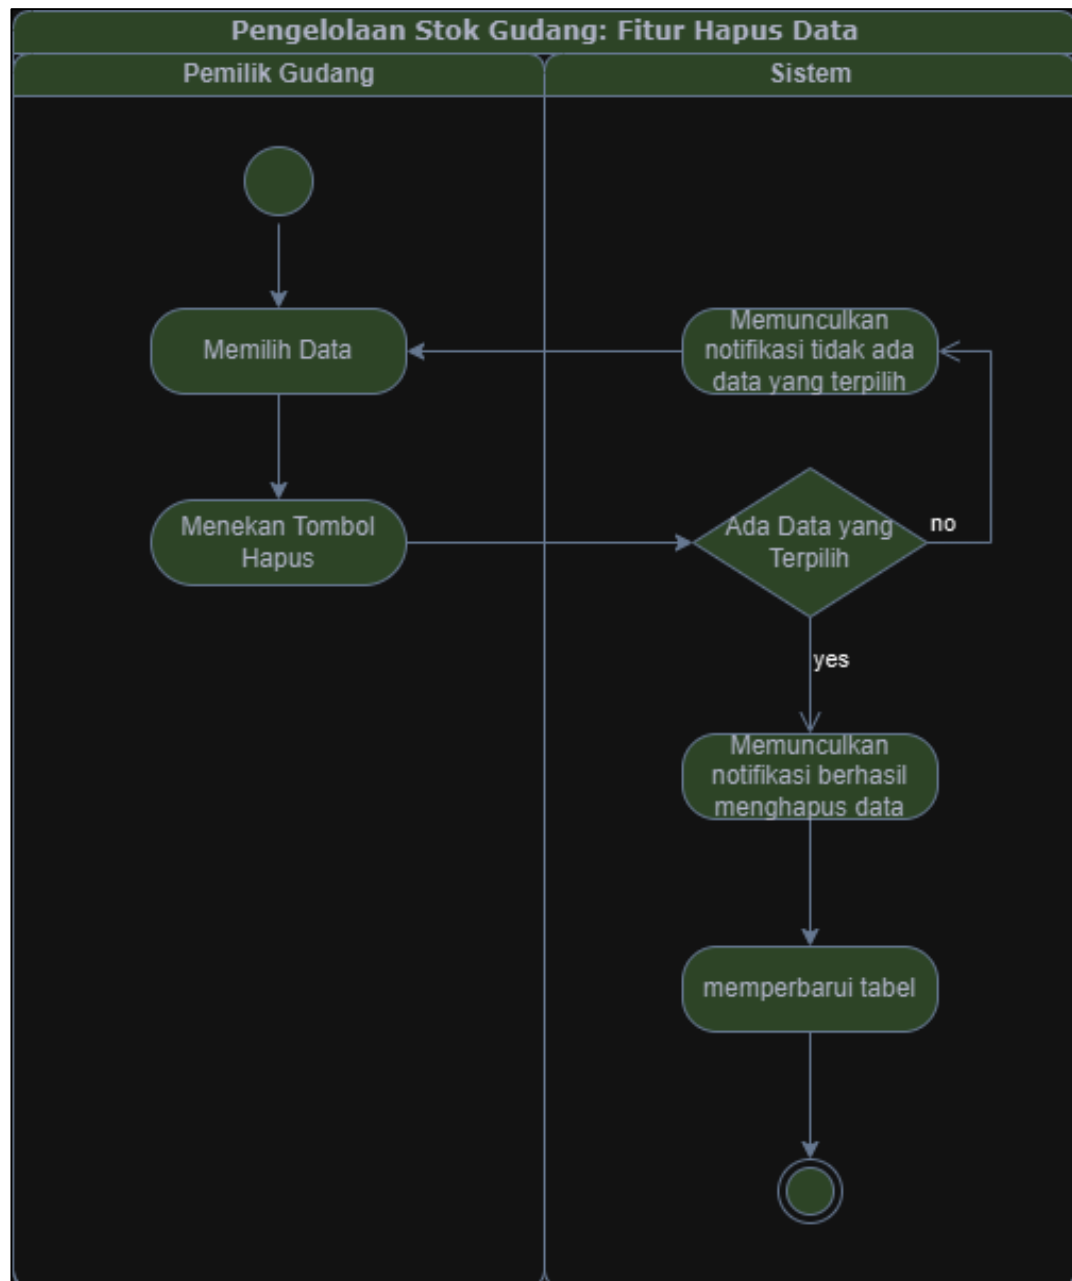 Pengelolaan Stok Gudang: Fitur Hapus Data
Pemilik Gudang
Sistem
Memilih Data
Memunculkan
notifikasi tidak ada
data yang terpilih
Menekan Tombol
Hapus
Ada Data yang
Terpilih
no
yes
Memunculkan
notifikasi berhasil
menghapus data
memperbarui tabel